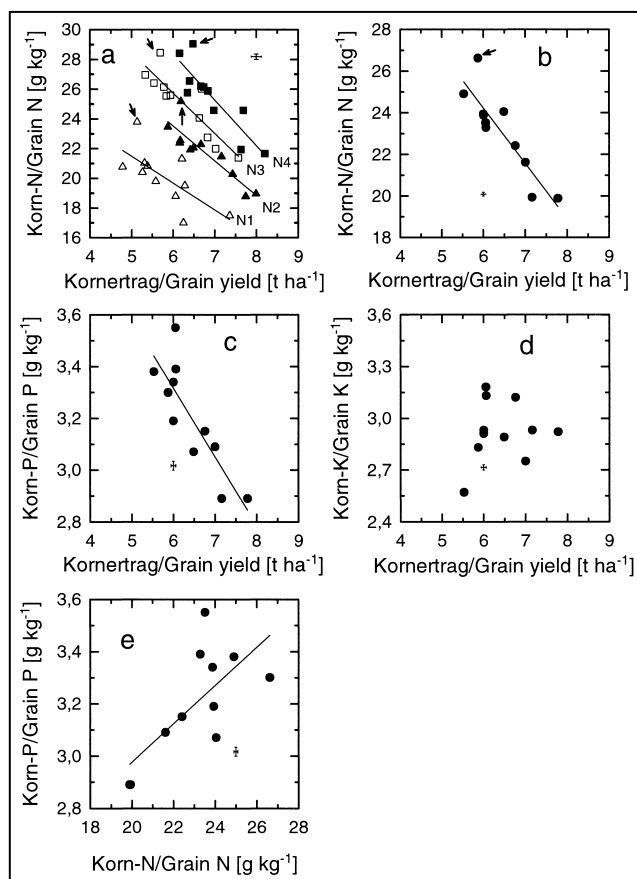 a
Korn-N/Grain N [g kg⁻¹]
30
28
26
24
22
20
18
16
N4
N3
N2
N1
4 5 6 7 8 9
Kornertrag/Grain yield [t ha⁻¹]
b
Korn-N/Grain N [g kg⁻¹]
28
26
24
22
20
18
4 5 6 7 8 9
Kornertrag/Grain yield [t ha⁻¹]
c
Korn-P/Grain P [g kg⁻¹]
3,6
3,4
3,2
3,0
2,8
4 5 6 7 8 9
Kornertrag/Grain yield [t ha⁻¹]
d
Korn-K/Grain K [g kg⁻¹]
3,6
3,3
3,0
2,7
2,4
4 5 6 7 8 9
Kornertrag/Grain yield [t ha⁻¹]
e
Korn-P/Grain P [g kg⁻¹]
3,6
3,4
3,2
3,0
2,8
18 20 22 24 26 28
Korn-N/Grain N [g kg⁻¹]